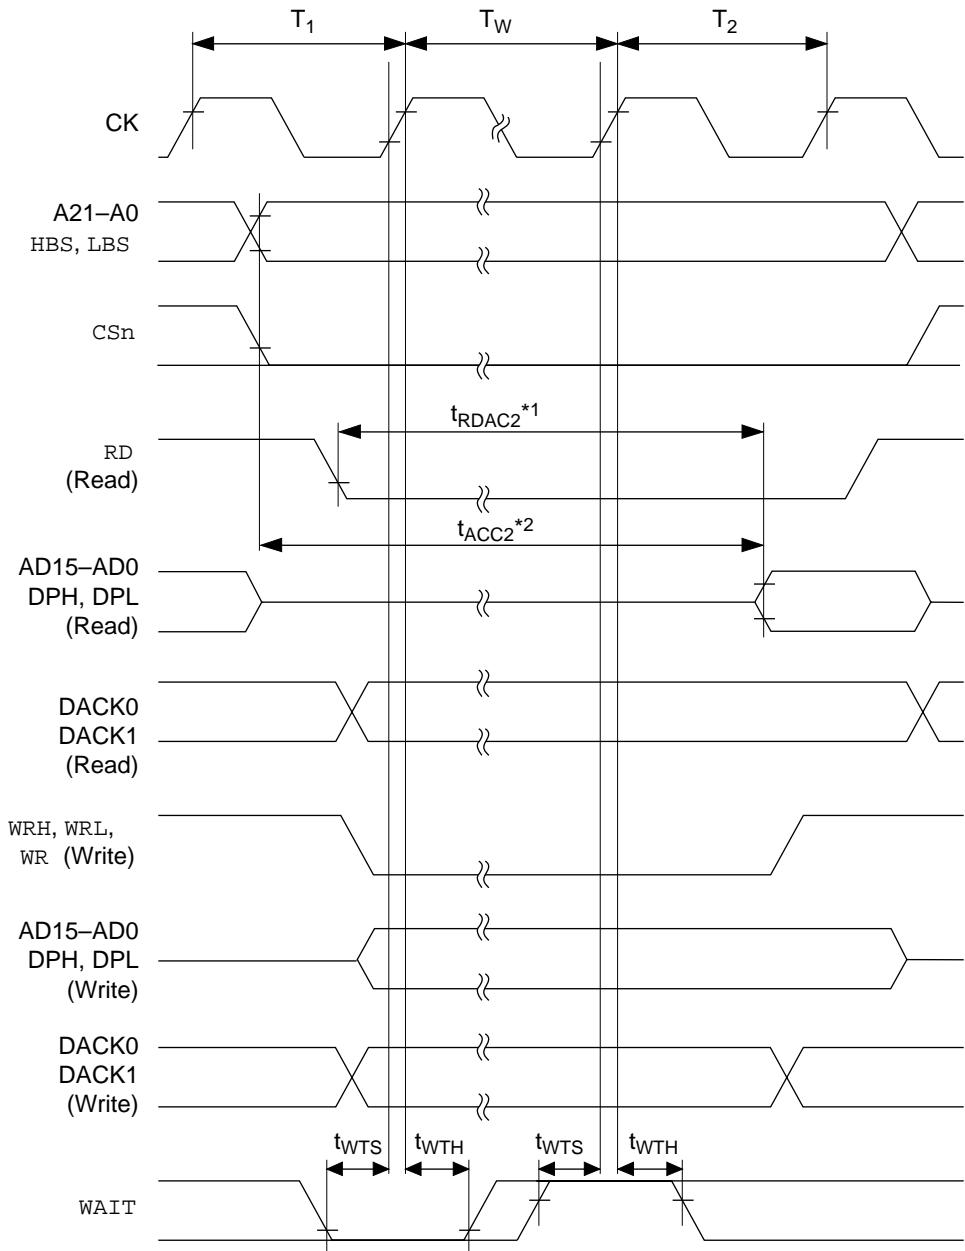 T1 TW T2
CK
A21–A0
HBS, LBS
CSn
tRDAC2*1
RD
(Read)
tACC2*2
AD15–AD0
DPH, DPL
(Read)
DACK0
DACK1
(Read)
WRH, WRL,
WR (Write)
AD15–AD0
DPH, DPL
(Write)
DACK0
DACK1
(Write)
tWTS tWTH tWTS tWTH
WAIT